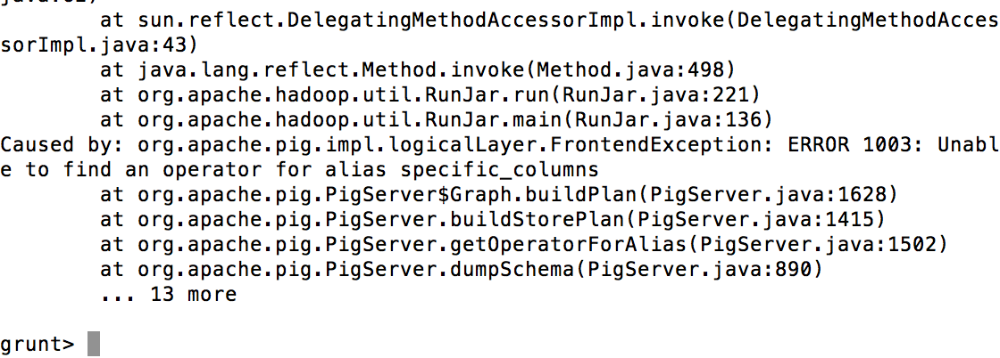 java:62)
        at sun.reflect.DelegatingMethodAccessorImpl.invoke(DelegatingMethodAcces
sorImpl.java:43)
        at java.lang.reflect.Method.invoke(Method.java:498)
        at org.apache.hadoop.util.RunJar.run(RunJar.java:221)
        at org.apache.hadoop.util.RunJar.main(RunJar.java:136)
Caused by: org.apache.pig.impl.logicalLayer.FrontendException: ERROR 1003: Unabl
e to find an operator for alias specific_columns
        at org.apache.pig.PigServer$Graph.buildPlan(PigServer.java:1628)
        at org.apache.pig.PigServer.buildStorePlan(PigServer.java:1415)
        at org.apache.pig.PigServer.getOperatorForAlias(PigServer.java:1502)
        at org.apache.pig.PigServer.dumpSchema(PigServer.java:890)
        ... 13 more
grunt>